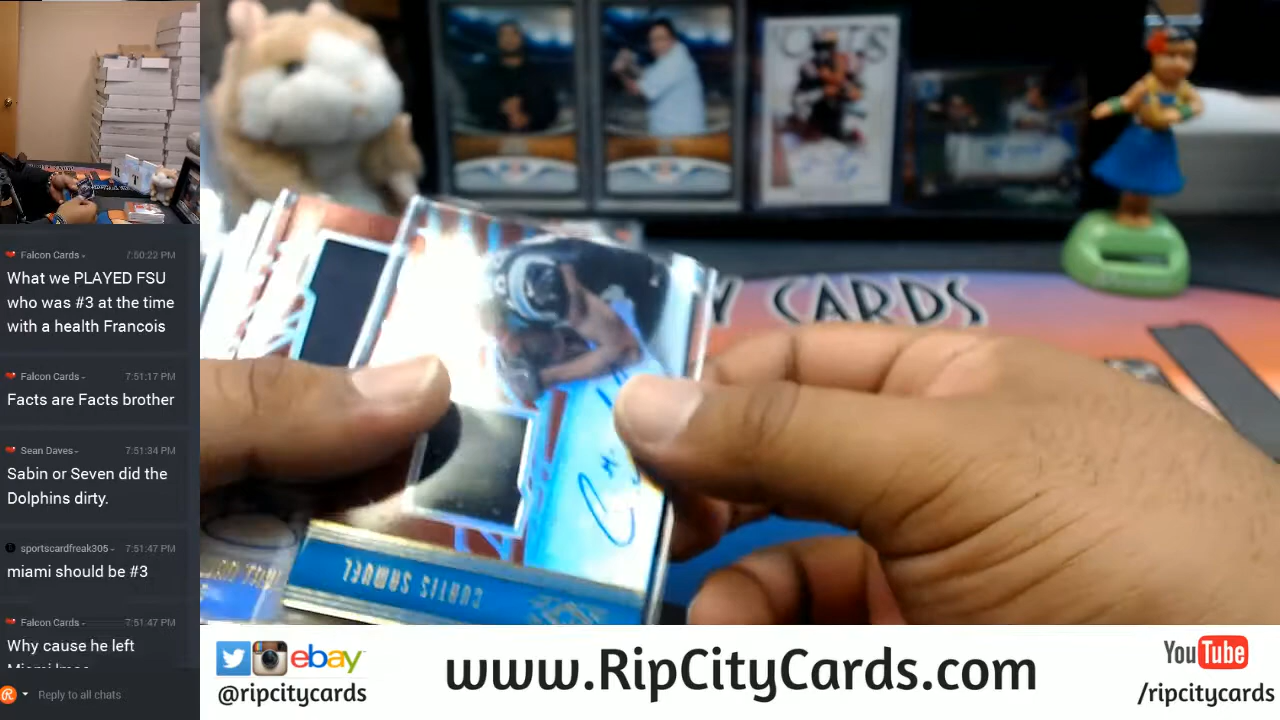 Falcon Cards - 7:50:22 PM
What we PLAYED FSU
who was #3 at the time
with a health Francois
Falcon Cards - 7:51:17 PM
Facts are Facts brother
Sean Daves - 7:51:34 PM
Sabin or Seven did the
Dolphins dirty.
sportscardfreak305 - 7:51:47 PM
miami should be #3
Falcon Cards - 7:51:47 PM
Why cause he left
Reply to all chats
CARDS
CURTIS SAMUEL
ebay
@ripcitycards
www.RipCityCards.com
YouTube
/ripcitycards